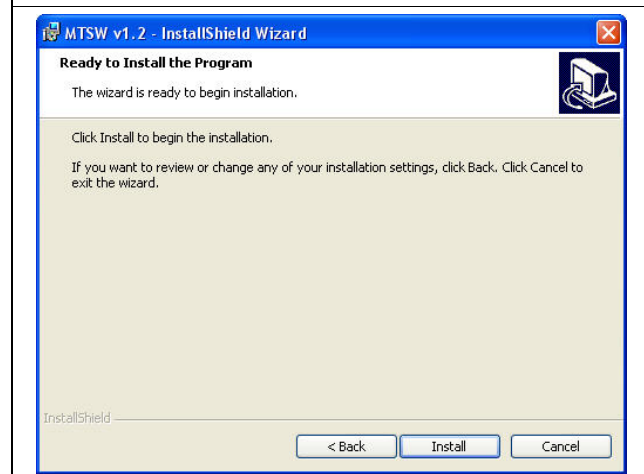 MTSW v1.2 - InstallShield Wizard
Ready to Install the Program
The wizard is ready to begin installation.
Click Install to begin the installation.
If you want to review or change any of your installation settings, click Back. Click Cancel to
exit the wizard.
InstallShield
< Back Install Cancel